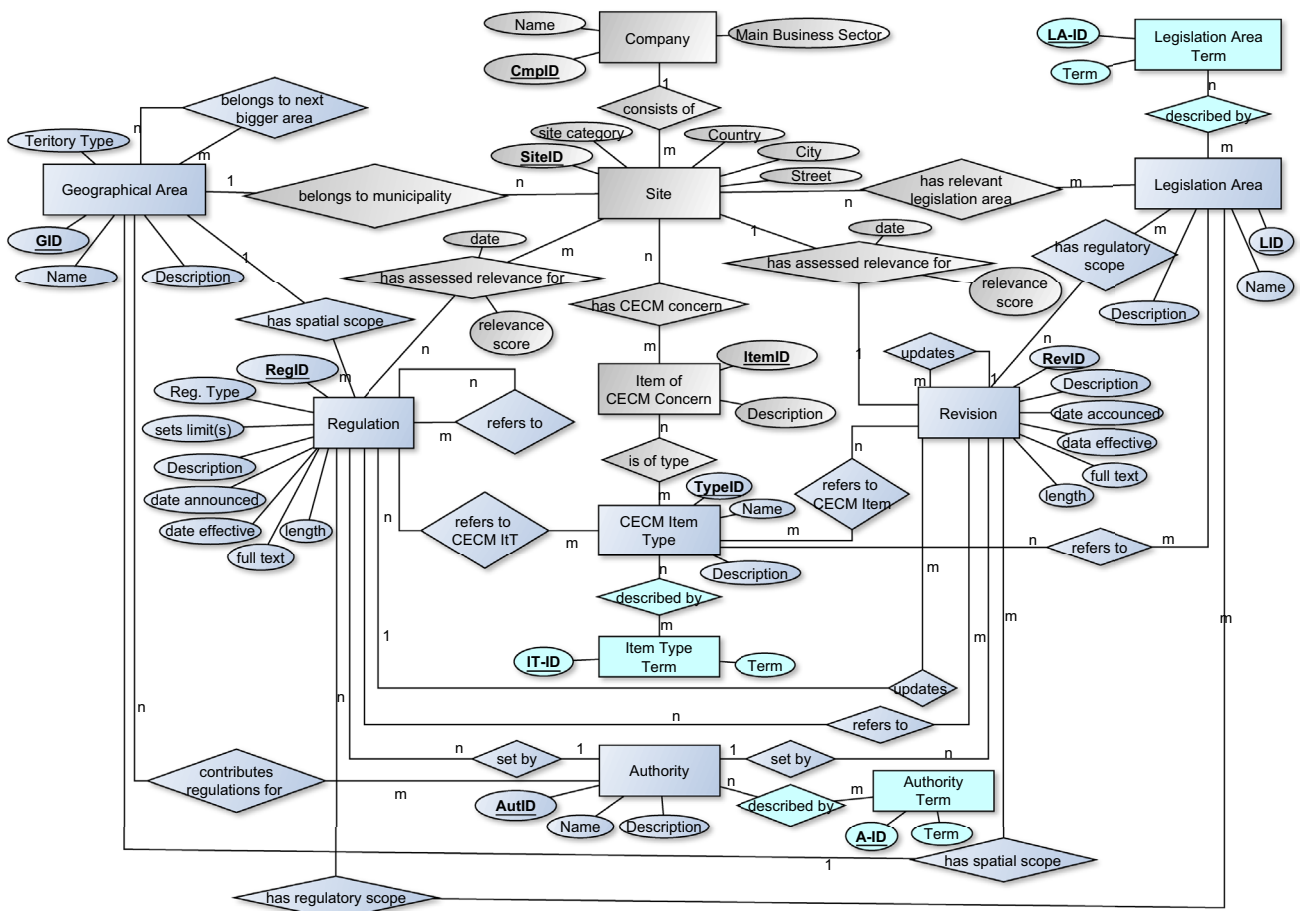 Name
Company
Main Business Sector
CmpID
LA-ID
Legislation Area
Term
Term
1
n
belongs to next
bigger area
consists of
described by
n
m
Teritory Type
site category
Country
m
m
SiteID
City
Geographical Area
1
belongs to municipality
n
Site
Street
has relevant
legislation area
n
m
Legislation Area
GID
Name
Description
1
date
m
n
1
date
has regulatory
scope
m
LID
Name
has assessed relevance for
has assessed relevance for
relevance
score
Description
has spatial scope
relevance
score
has CECM concern
n
m
n
RegID
m
n
ItemID
updates
1
m
1
RevID
Reg. Type
Item of
CECM Concern
Description
sets limit(s)
Regulation
m
refers to
Description
Revision
date accounced
data effective
Description
n
n
full text
date announced
is of type
length
date effective
length
full text
m
TypeID
Name
refers to
CECM Item
n
refers to
CECM ItT
m
CECM Item
Type
m
n
refers to
m
Description
n
described by
m
m
m
m
m
1
IT-ID
Item Type
Term
Term
n
updates
n
n
refers to
n
set by
1
Authority
1
set by
n
contributes
regulations for
m
n
described by
m
Authority
Term
AutID
Name
Description
A-ID
Term
1
has spatial scope
has regulatory scope